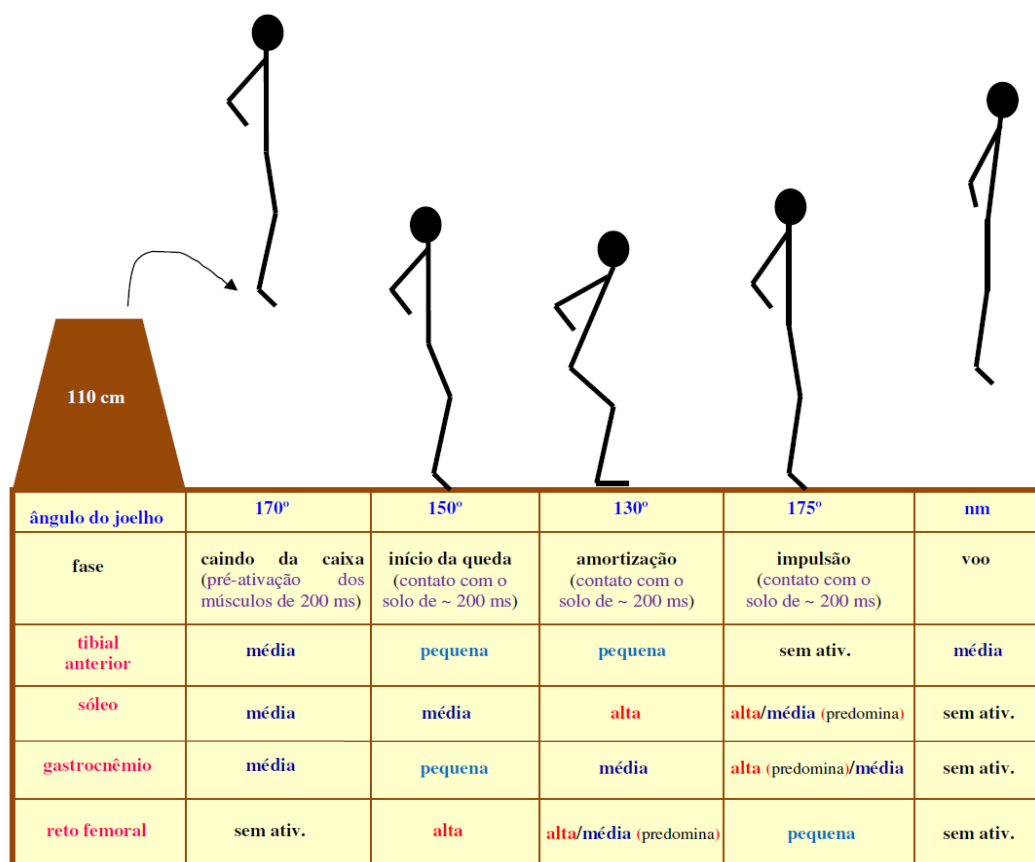 110 cm
ângulo do joelho 170º 150º 130º 175º nm
fase caindo da caixa início da queda amortização impulsão voo
(pré-ativação dos (contato com o (contato com o (contato com o
músculos de 200 ms) solo de ~ 200 ms) solo de ~ 200 ms) solo de ~ 200 ms)
tibial
anterior média pequena pequena sem ativ. média
sóleo média média alta alta/média (predomina) sem ativ.
gastrocnêmio média pequena média alta (predomina)/média sem ativ.
reto femoral sem ativ. alta alta/média (predomina) pequena sem ativ.